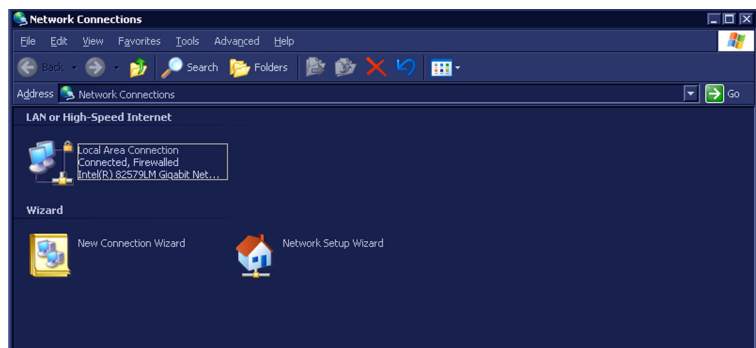 Network Connections
File Edit View Favorites Tools Advanced Help
Back Search Folders
Address Network Connections Go
LAN or High-Speed Internet
Local Area Connection
Connected, Firewalled
Intel(R) 82579LM Gigabit Net...
Wizard
New Connection Wizard Network Setup Wizard